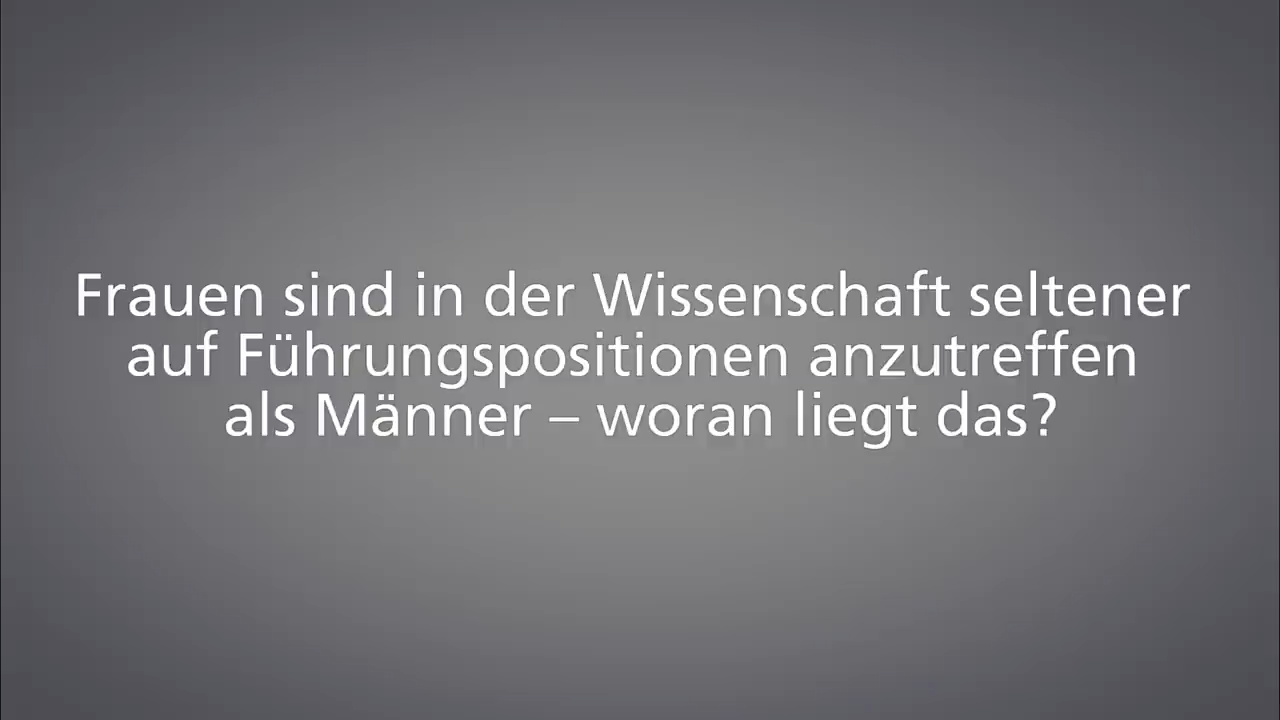 Frauen sind in der Wissenschaft seltener
auf Führungspositionen anzutreffen
als Männer – woran liegt das?